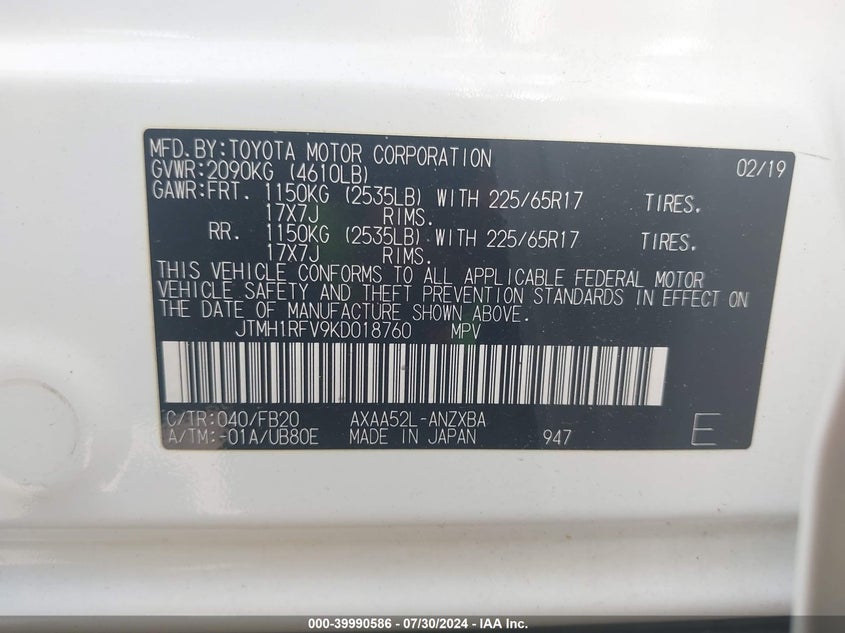 MFD.BY:TOYOTA MOTOR CORPORATION 02/19
GVWR:2090KG (4610LB)
GAWR:FRT. 1150KG (2535LB) WITH 225/65R17 TIRES.
17X7J RIMS.
RR. 1150KG (2535LB) WITH 225/65R17 TIRES.
17X7J RIMS.
THIS VEHICLE CONFORMS TO ALL APPLICABLE FEDERAL MOTOR
VEHICLE SAFETY AND THEFT PREVENTION STANDARDS IN EFFECT ON
THE DATE OF MANUFACTURE SHOWN ABOVE.
JTMH1RFV9KD018760 MPV
C/TR:040/FB20 AXAA52L-ANZXBA
A/TM:-01A/UB80E MADE IN JAPAN 947 E
000-39990586 - 07/30/2024 - IAA Inc.